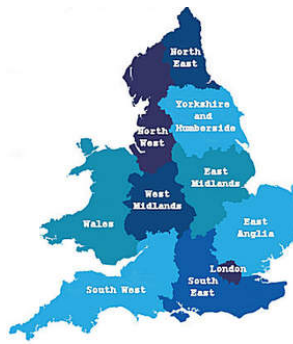 North
East
Yorkshire
and
Humberside
North
West
East
Midlands
West
Midlands
Wales
East
Anglia
London
South West
South
East